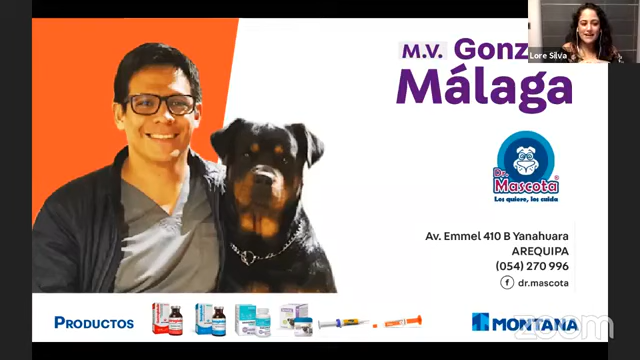 M.V. Gonz
Málaga
Lore Silva
Dr.
Mascota
Los quiere, los cuida
Av. Emmel 410 B Yanahuara
AREQUIPA
(054) 270 996
dr.mascota
PRODUCTOS
MONTANA
zoom